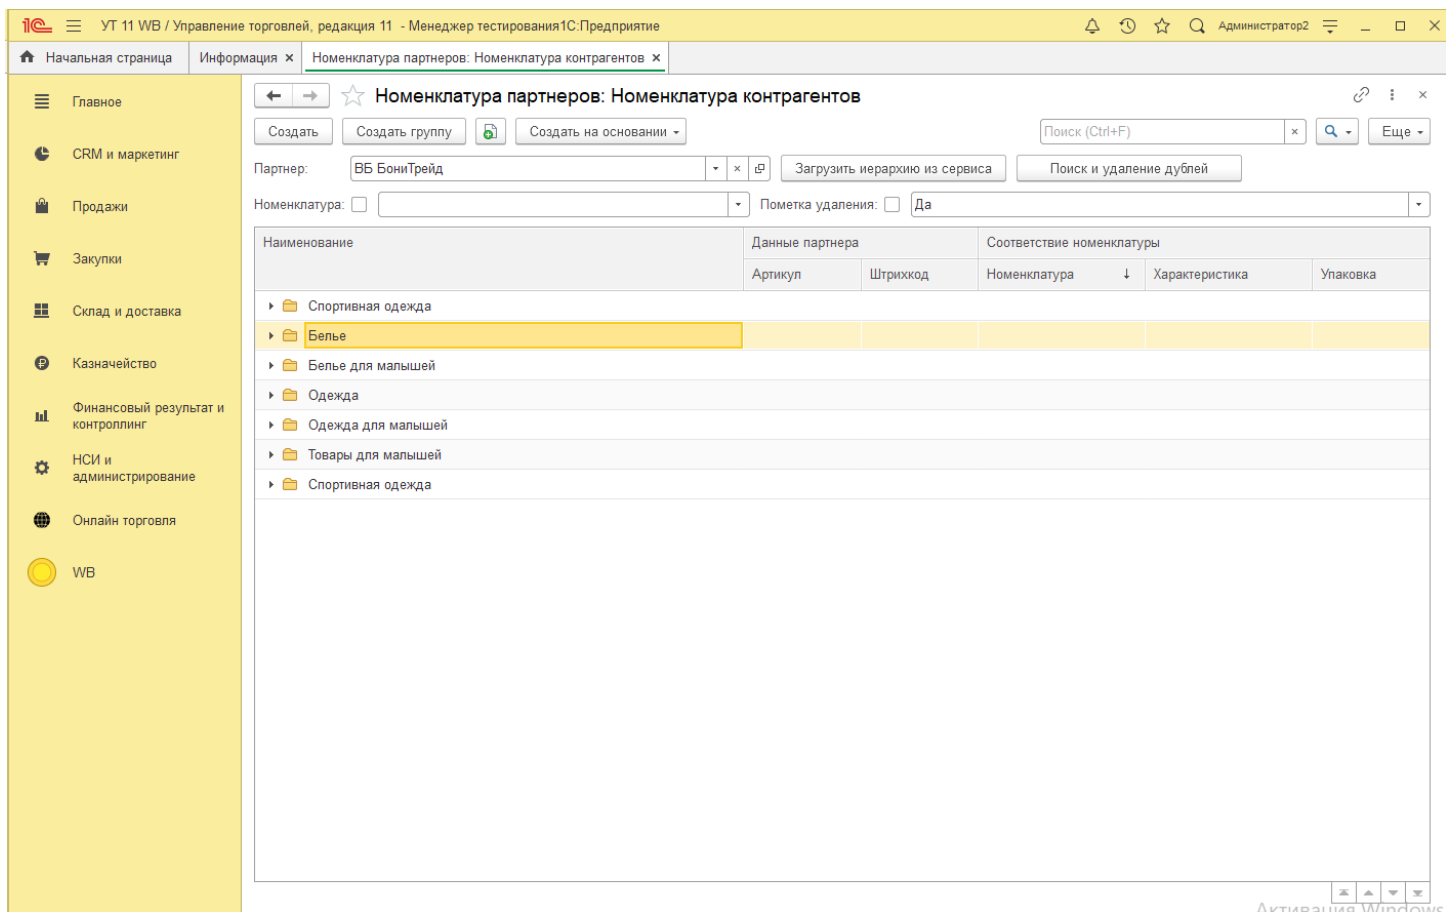 УТ 11 WB / Управление торговлей, редакция 11 - Менеджер тестирования1С:Предприятие
Администратор2
Начальная страница
Информация
Номенклатура партнеров: Номенклатура контрагентов
Главное
CRM и маркетинг
Продажи
Закупки
Склад и доставка
Казначейство
Финансовый результат и
контроллинг
НСИ и
администрирование
Онлайн торговля
WB
Номенклатура партнеров: Номенклатура контрагентов
Создать
Создать группу
Создать на основании
Поиск (Ctrl+F)
Еще
Партнер:
ВБ БониТрейд
Загрузить иерархию из сервиса
Поиск и удаление дублей
Номенклатура:
Пометка удаления:
Да
Наименование
Данные партнера
Соответствие номенклатуры
Артикул
Штрихкод
Номенклатура
Характеристика
Упаковка
Спортивная одежда
Белье
Белье для малышей
Одежда
Одежда для малышей
Товары для малышей
Спортивная одежда
Активация Windows